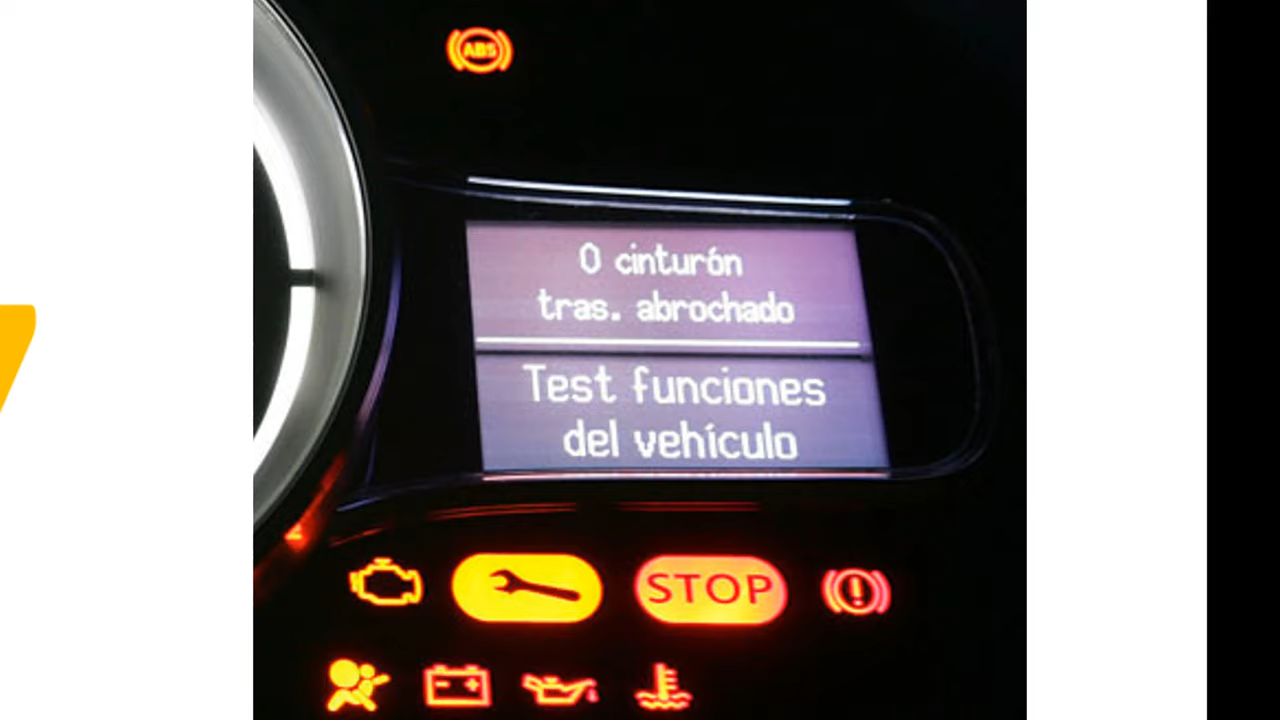 ABS
0 cinturón
tras. abrochado
Test funciones
del vehículo
STOP